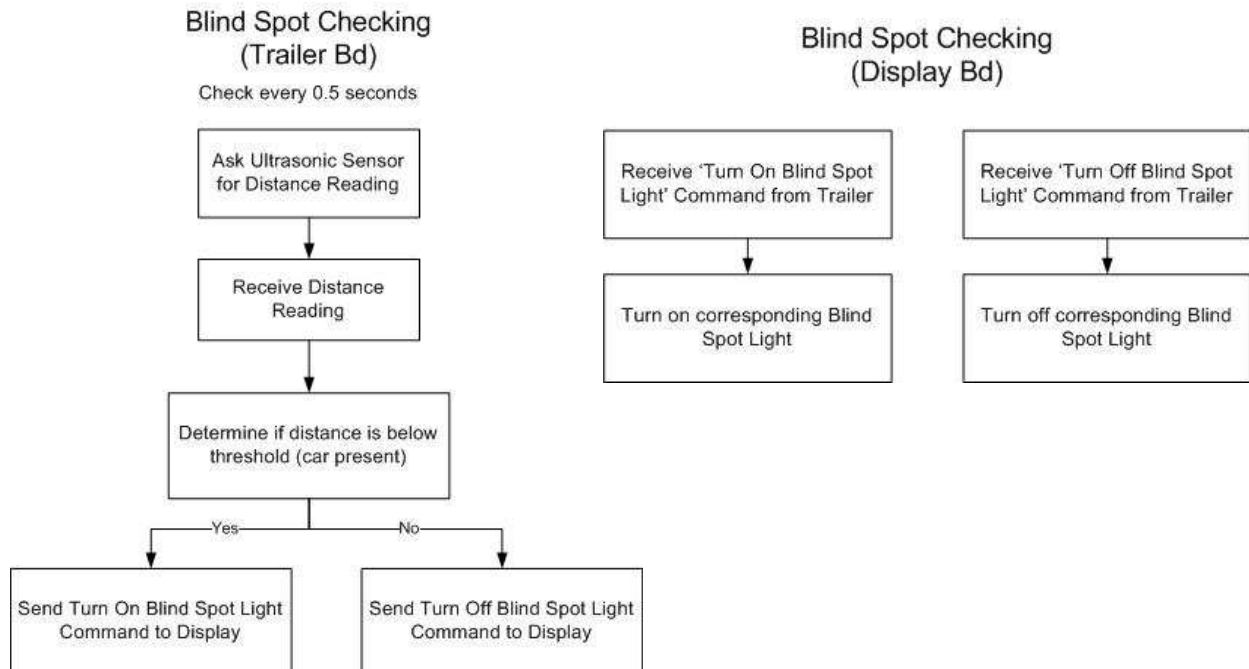 Blind Spot Checking
(Trailer Bd)
Check every 0.5 seconds
Ask Ultrasonic Sensor
for Distance Reading
Receive Distance
Reading
Determine if distance is below
threshold (car present)
Yes
No
Send Turn On Blind Spot Light
Command to Display
Send Turn Off Blind Spot Light
Command to Display
Blind Spot Checking
(Display Bd)
Receive ‘Turn On Blind Spot
Light’ Command from Trailer
Turn on corresponding Blind
Spot Light
Receive ‘Turn Off Blind Spot
Light’ Command from Trailer
Turn off corresponding Blind
Spot Light